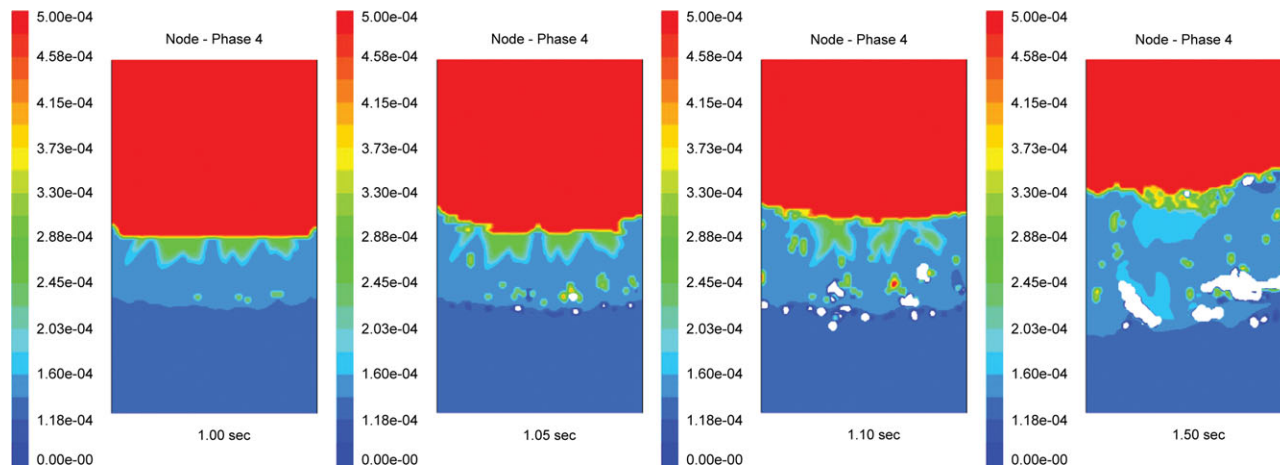 5.00e-04
4.58e-04
4.15e-04
3.73e-04
3.30e-04
2.88e-04
2.45e-04
2.03e-04
1.60e-04
1.18e-04
0.00e-00
Node - Phase 4
1.00 sec
5.00e-04
4.58e-04
4.15e-04
3.73e-04
3.30e-04
2.88e-04
2.45e-04
2.03e-04
1.60e-04
1.18e-04
0.00e-00
Node - Phase 4
1.05 sec
5.00e-04
4.58e-04
4.15e-04
3.73e-04
3.30e-04
2.88e-04
2.45e-04
2.03e-04
1.60e-04
1.18e-04
0.00e-00
Node - Phase 4
1.10 sec
5.00e-04
4.58e-04
4.15e-04
3.73e-04
3.30e-04
2.88e-04
2.45e-04
2.03e-04
1.60e-04
1.18e-04
0.00e-00
Node - Phase 4
1.50 sec